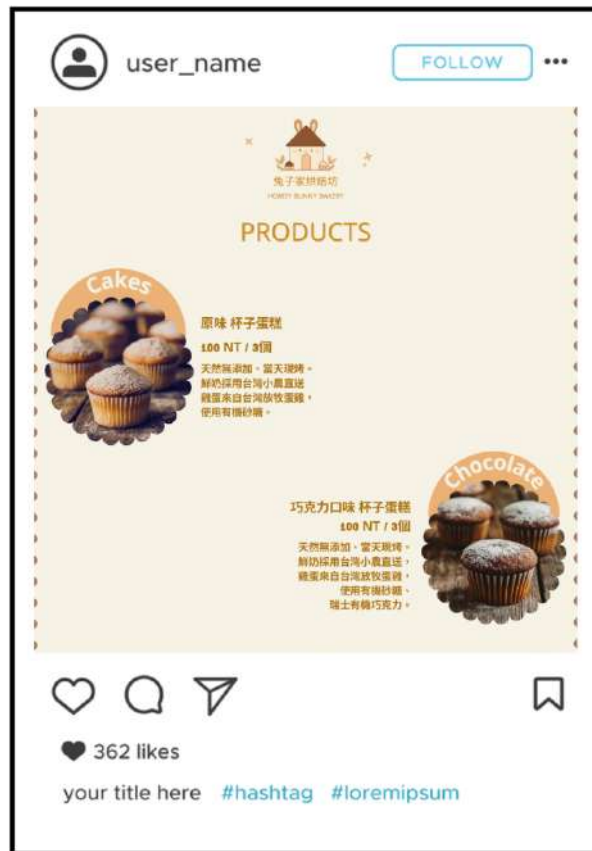 user_name
FOLLOW
兔子家烘焙坊
PRODUCTS
Cakes
原味 杯子蛋糕
100 NT / 3個
天然無添加、當天現烤。
鮮奶採用台灣小農直送
雞蛋來自台灣放牧蛋雞，
使用有機砂糖。
Chocolate
巧克力口味 杯子蛋糕
100 NT / 3個
天然無添加、當天現烤。
鮮奶採用台灣小農直送，
雞蛋來自台灣放牧蛋雞，
使用有機砂糖、
瑞士有機巧克力。
362 likes
your title here #hashtag #loremipsum